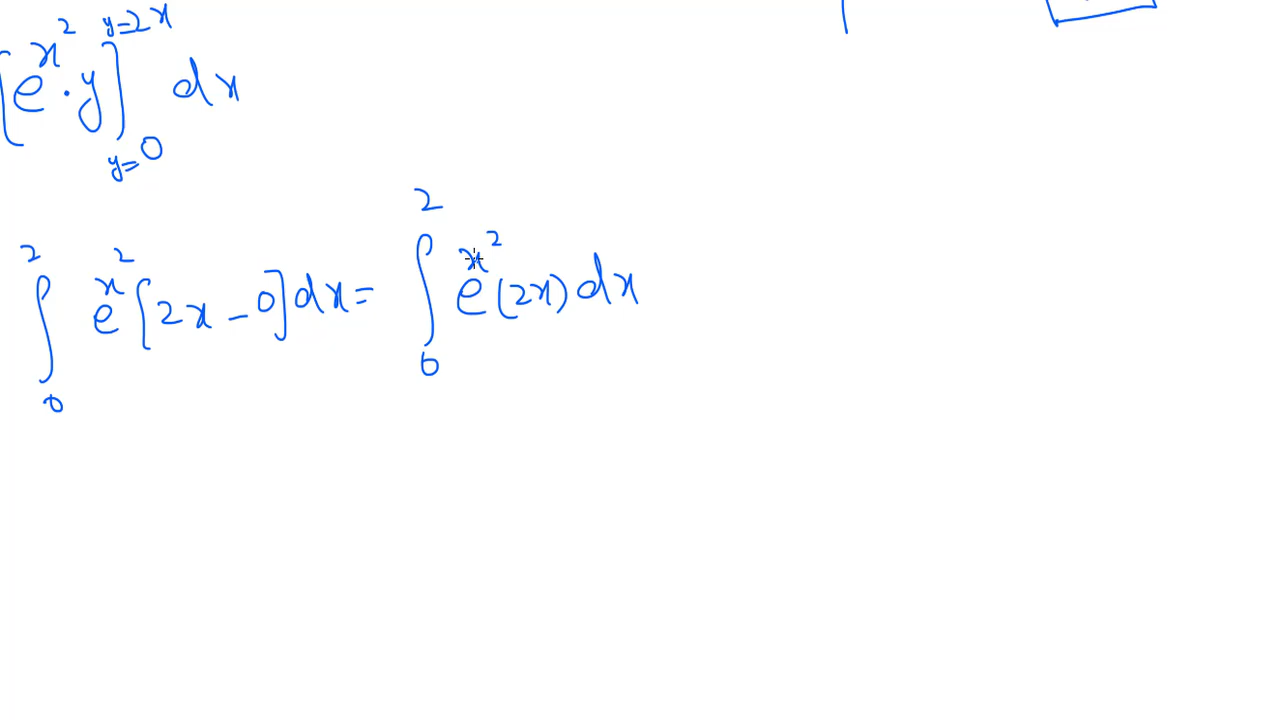 [e^{x^2} · y]_{y=0}^{y=2x} dx
∫_0^2 e^{x^2} [2x - 0] dx = ∫_0^2 e^{x^2} (2x) dx